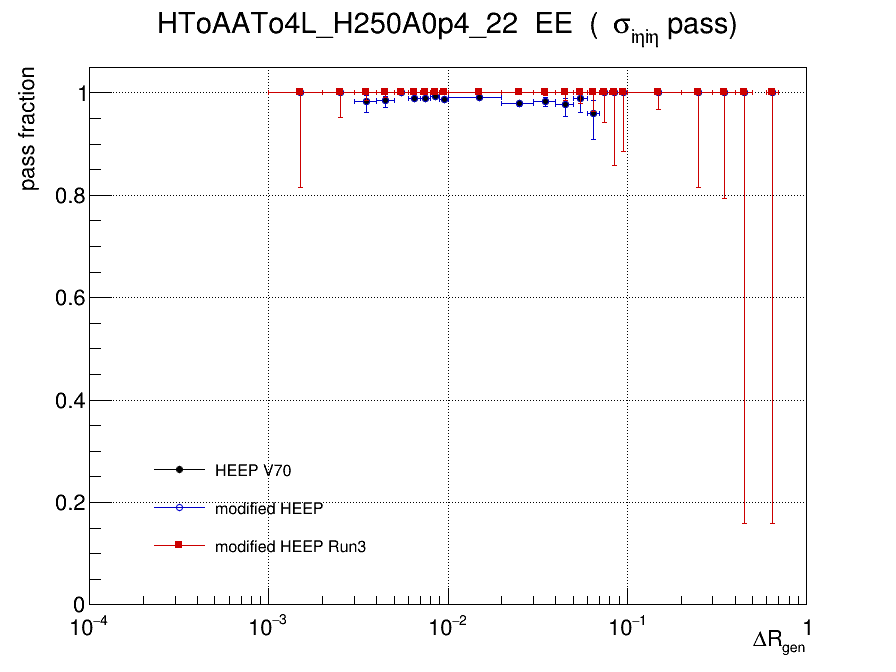 HToAATo4L_H250A0p4_22 EE ( σiηiη pass)
pass fraction
1
0.8
0.6
0.4
0.2
0
HEEP V70
modified HEEP
modified HEEP Run3
10−4 10−3 10−2 10−1 1
ΔRgen